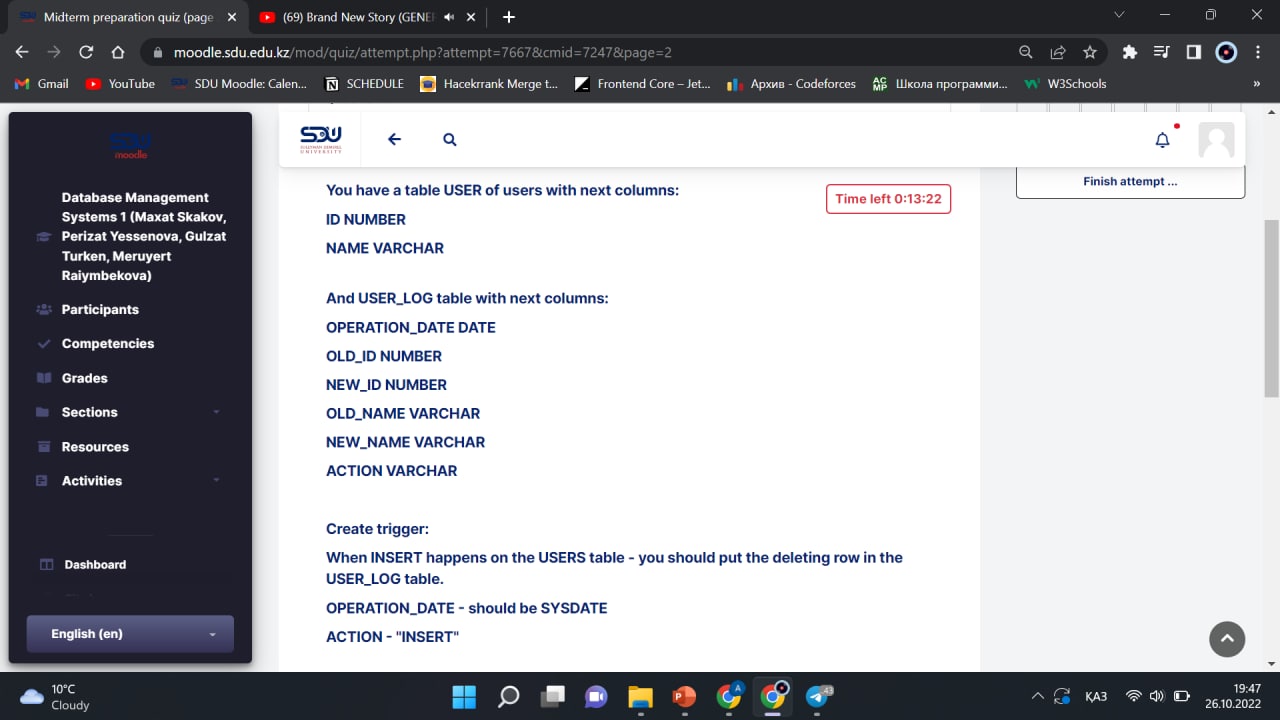 Midterm preparation quiz (page
(69) Brand New Story (GENER
moodle.sdu.edu.kz/mod/quiz/attempt.php?attempt=7667&cmid=7247&page=2
Gmail
YouTube
SDU Moodle: Calen...
SCHEDULE
Hacekrrank Merge t...
Frontend Core – Jet...
Архив - Codeforces
Школа программи...
W3Schools
»
SDU
moodle
Database Management
Systems 1 (Maxat Skakov,
Perizat Yessenova, Gulzat
Turken, Meruyert
Raiymbekova)
Participants
Competencies
Grades
Sections
Resources
Activities
Dashboard
English (en)
SDU
SULEYMAN DEMIREL
UNIVERSITY
You have a table USER of users with next columns:
Time left 0:13:22
ID NUMBER
NAME VARCHAR
And USER_LOG table with next columns:
OPERATION_DATE DATE
OLD_ID NUMBER
NEW_ID NUMBER
OLD_NAME VARCHAR
NEW_NAME VARCHAR
ACTION VARCHAR
Create trigger:
When INSERT happens on the USERS table - you should put the deleting row in the
USER_LOG table.
OPERATION_DATE - should be SYSDATE
ACTION - "INSERT"
Finish attempt ...
10°C
Cloudy
43
ҚАЗ
19:47
26.10.2022